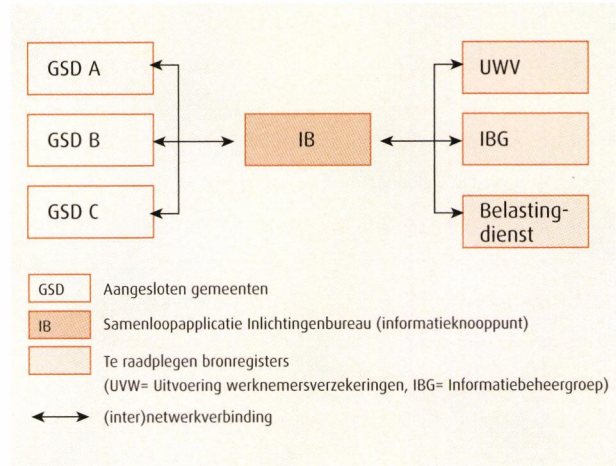 GSD A
GSD B
GSD C
IB
UWV
IBG
Belasting-
dienst
GSD Aangesloten gemeenten
IB Samenloopapplicatie Inlichtingenbureau (informatieknooppunt)
Te raadplegen bronregisters
(UVW= Uitvoering werknemersverzekeringen, IBG= Informatiebeheergroep)
(inter)netwerkverbinding